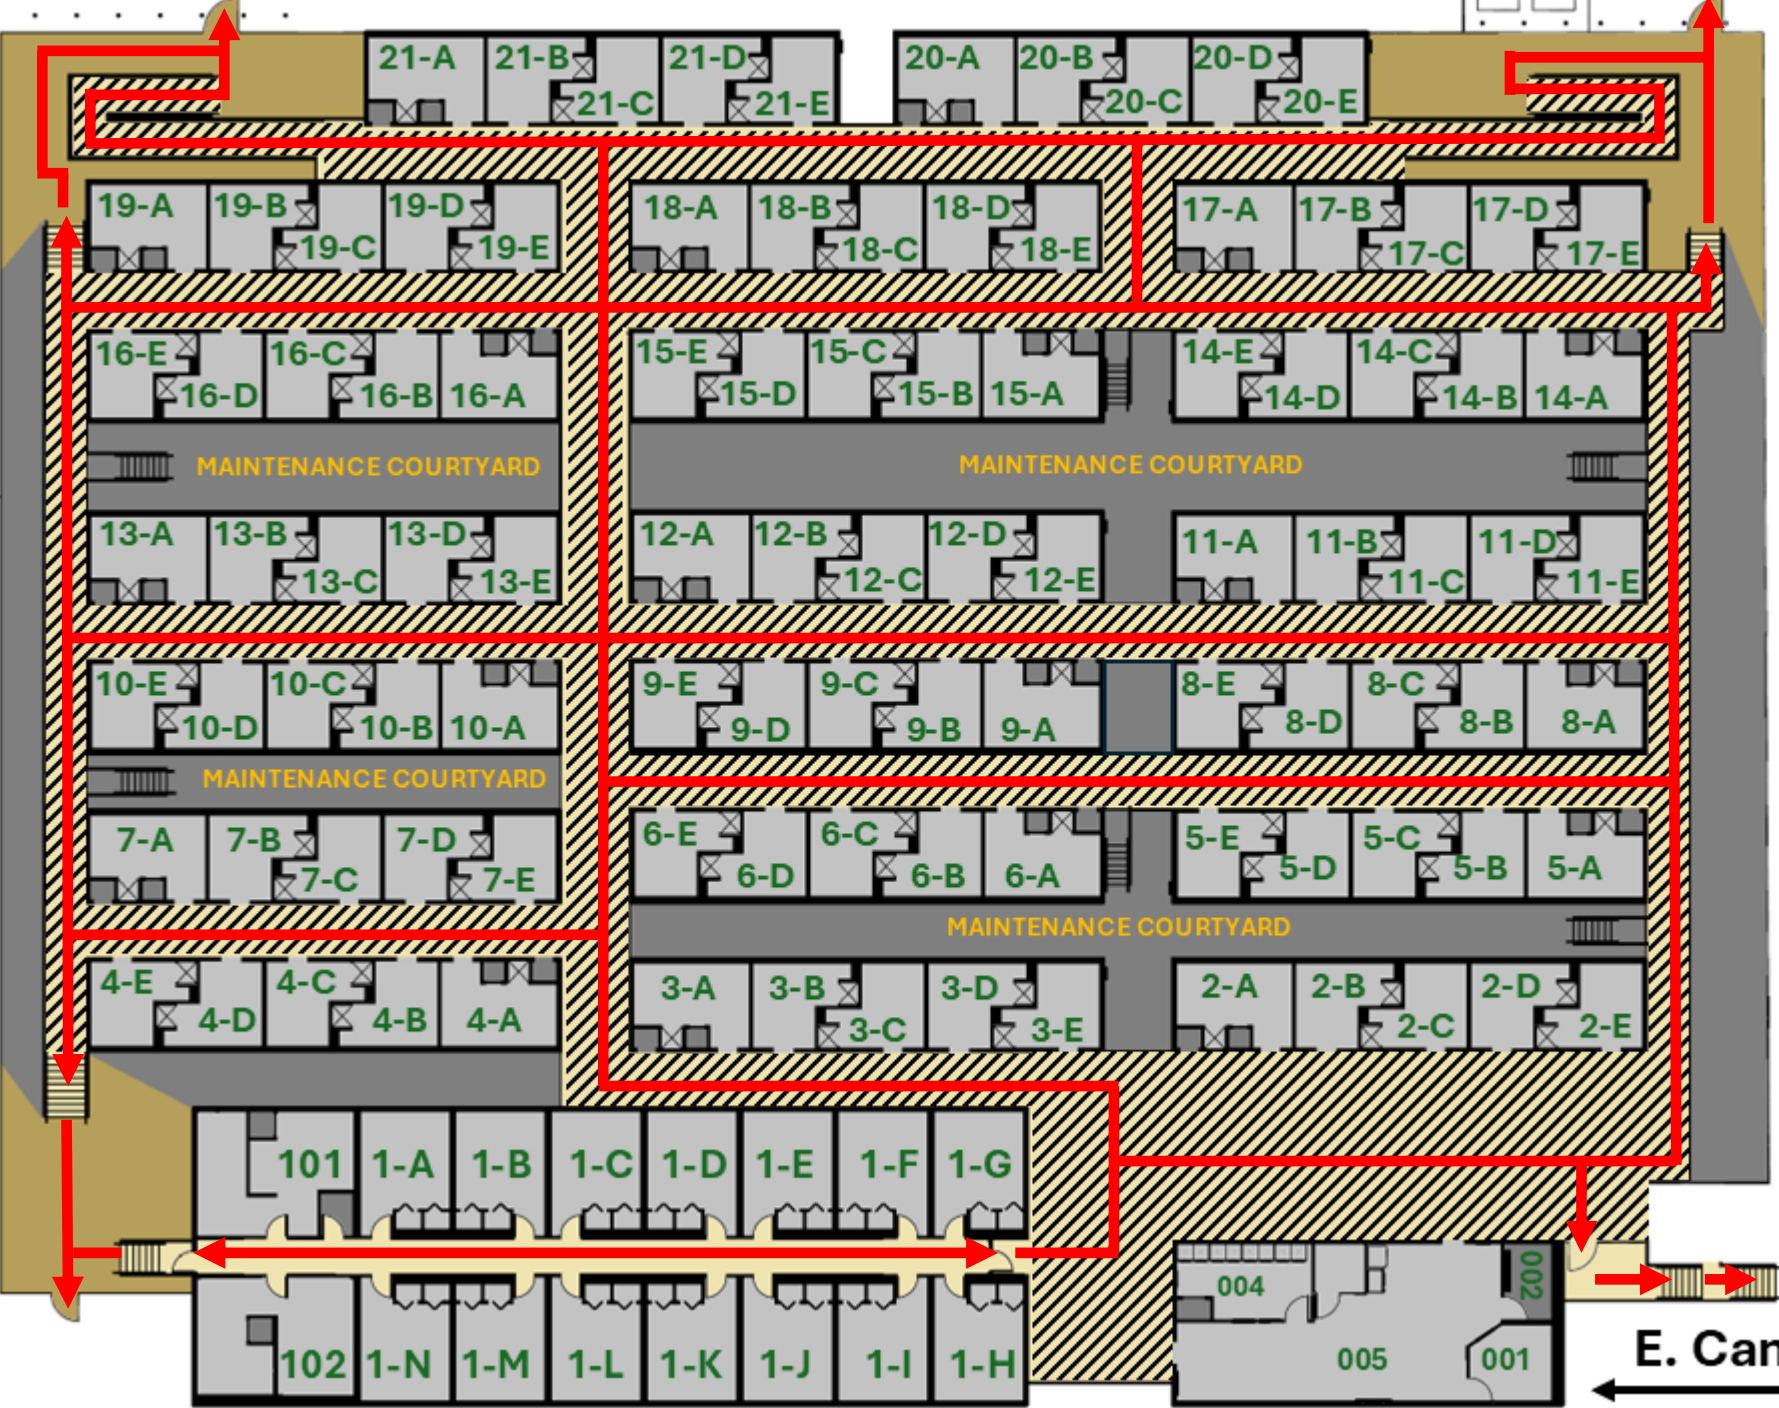 21-A 21-B 21-D 20-A 20-B 20-D
21-C 21-E 20-C 20-E
19-A 19-B 19-D 18-A 18-B 18-D 17-A 17-B 17-D
19-C 19-E 18-C 18-E 17-C 17-E
16-E 16-C 15-E 15-C 14-E 14-C
16-D 16-B 16-A 15-D 15-B 15-A 14-D 14-B 14-A
MAINTENANCE COURTYARD MAINTENANCE COURTYARD
13-A 13-B 13-D 12-A 12-B 12-D 11-A 11-B 11-D
13-C 13-E 12-C 12-E 11-C 11-E
10-E 10-C 9-E 9-C 8-E 8-C
10-D 10-B 10-A 9-D 9-B 9-A 8-D 8-B 8-A
MAINTENANCE COURTYARD
7-A 7-B 7-D 6-E 6-C 5-E 5-C
7-C 7-E 6-D 6-B 6-A 5-D 5-B 5-A
MAINTENANCE COURTYARD
4-E 4-C 3-A 3-B 3-D 2-A 2-B 2-D
4-D 4-B 4-A 3-C 3-E 2-C 2-E
101 1-A 1-B 1-C 1-D 1-E 1-F 1-G
004 002
102 1-N 1-M 1-L 1-K 1-J 1-I 1-H 005 001
E. Can